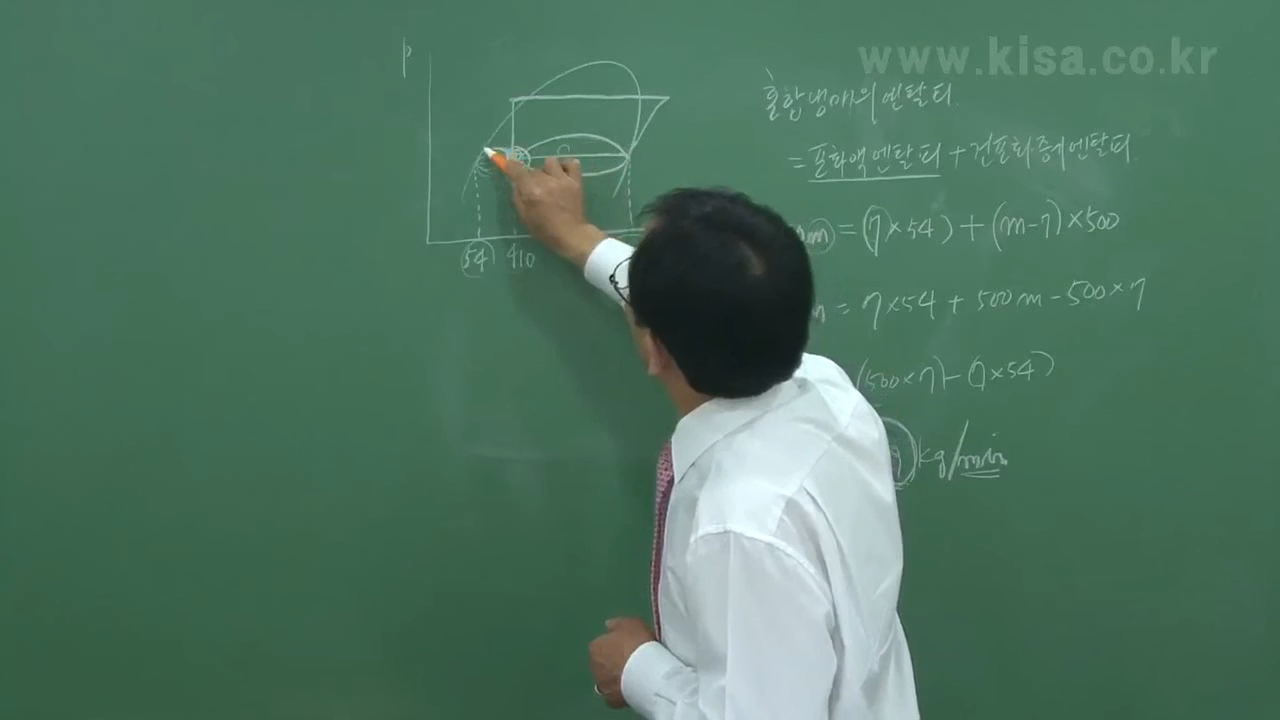 www.kisa.co.kr
P
혼합냉매의 엔탈피
= 포화액엔탈피 + 건포화증기엔탈피
m = (7×54) + (m-7)×500
= 7×54 + 500m - 500×7
(500×7) - (7×54)
kg/min
54 410